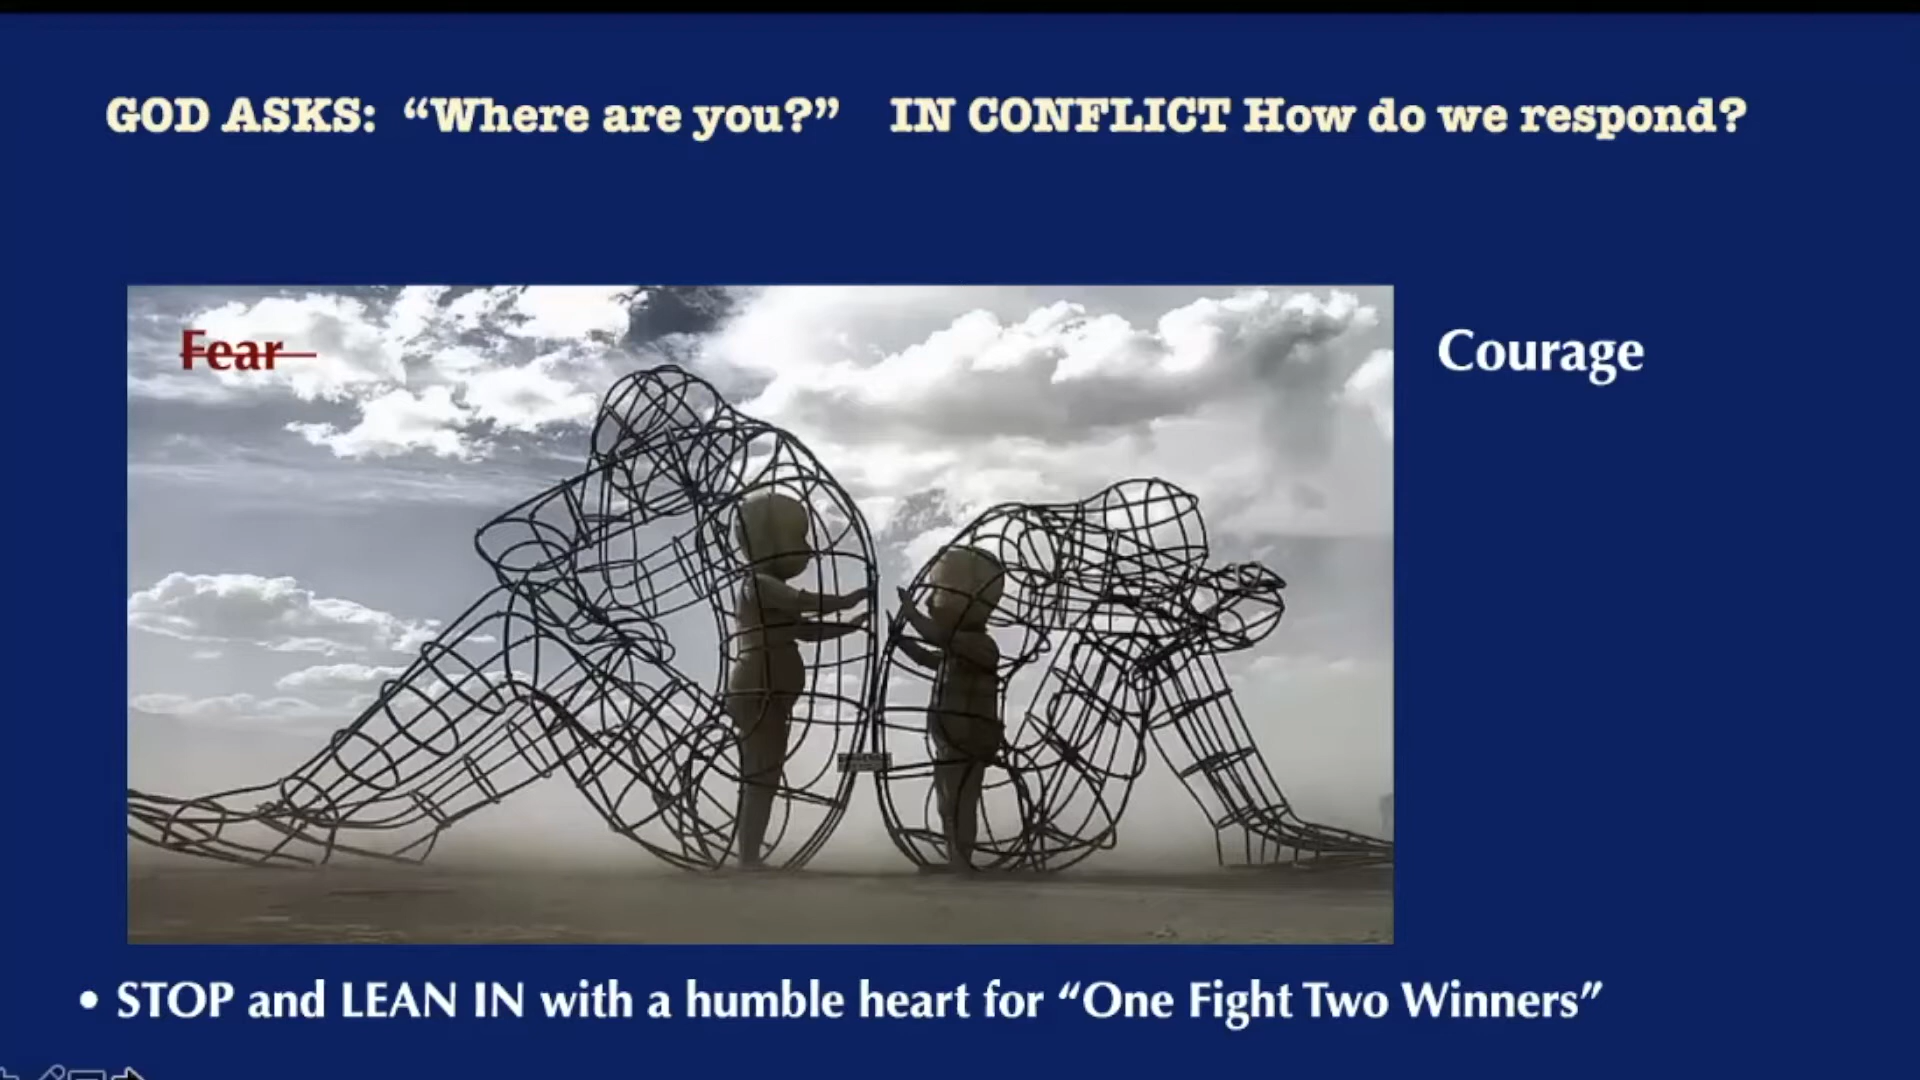 GOD ASKS: “Where are you?” IN CONFLICT How do we respond?
Fear
Courage
• STOP and LEAN IN with a humble heart for “One Fight Two Winners”